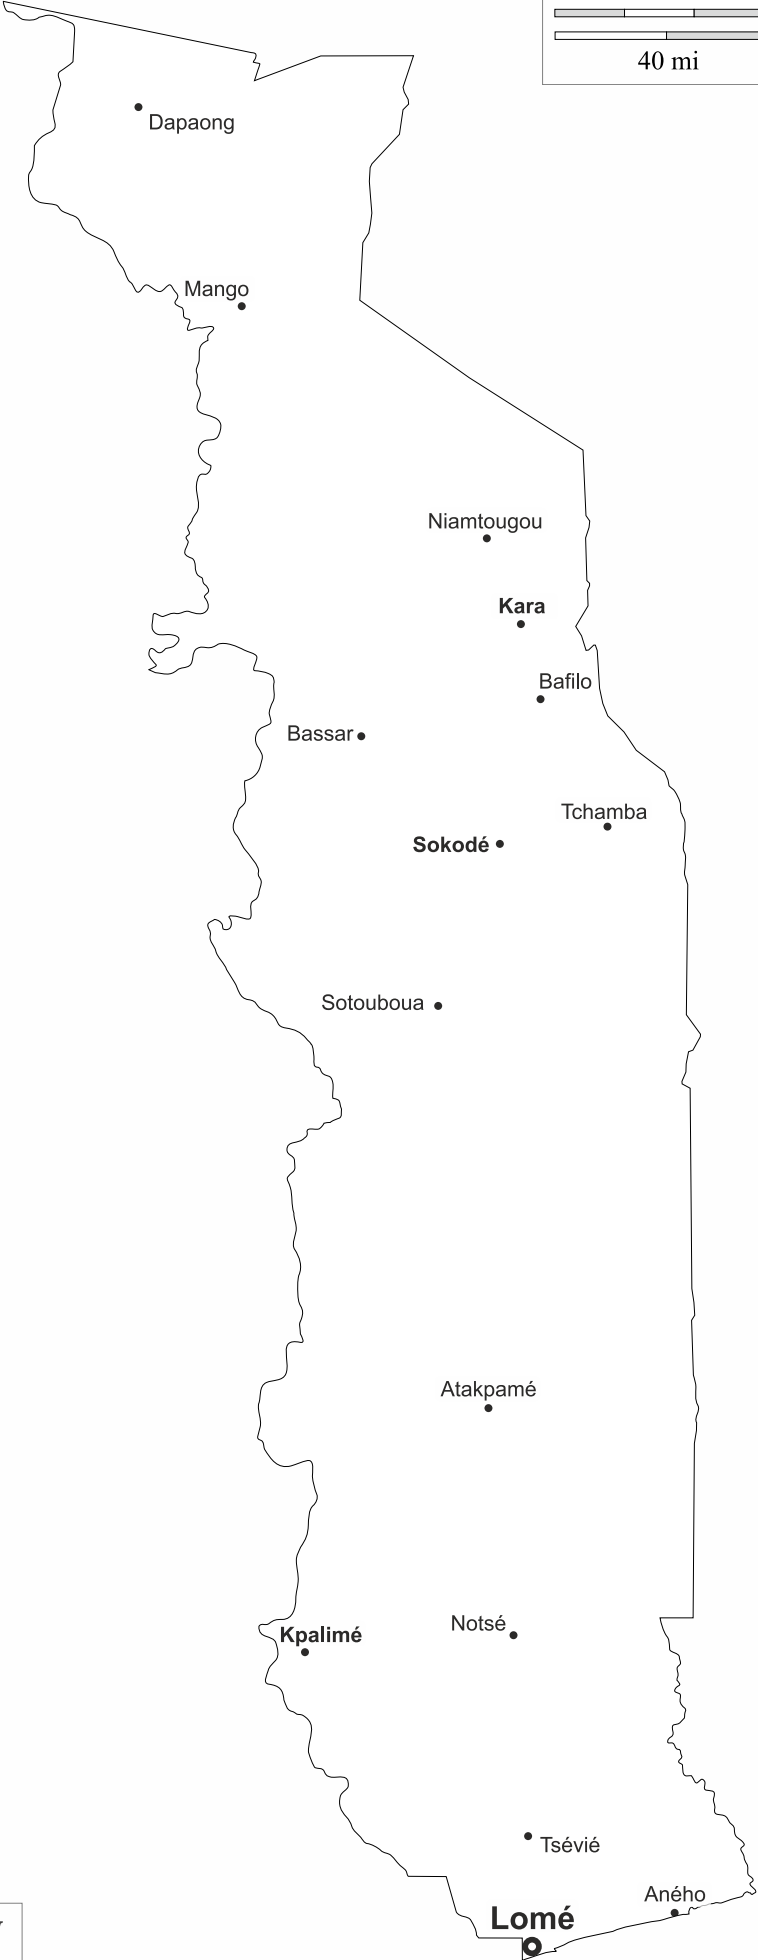 40 mi
Dapaong
Mango
Niamtougou
Kara
Bafilo
Bassar
Tchamba
Sokodé
Sotouboua
Atakpamé
Notsé
Kpalimé
Tsévié
Aného
Lomé